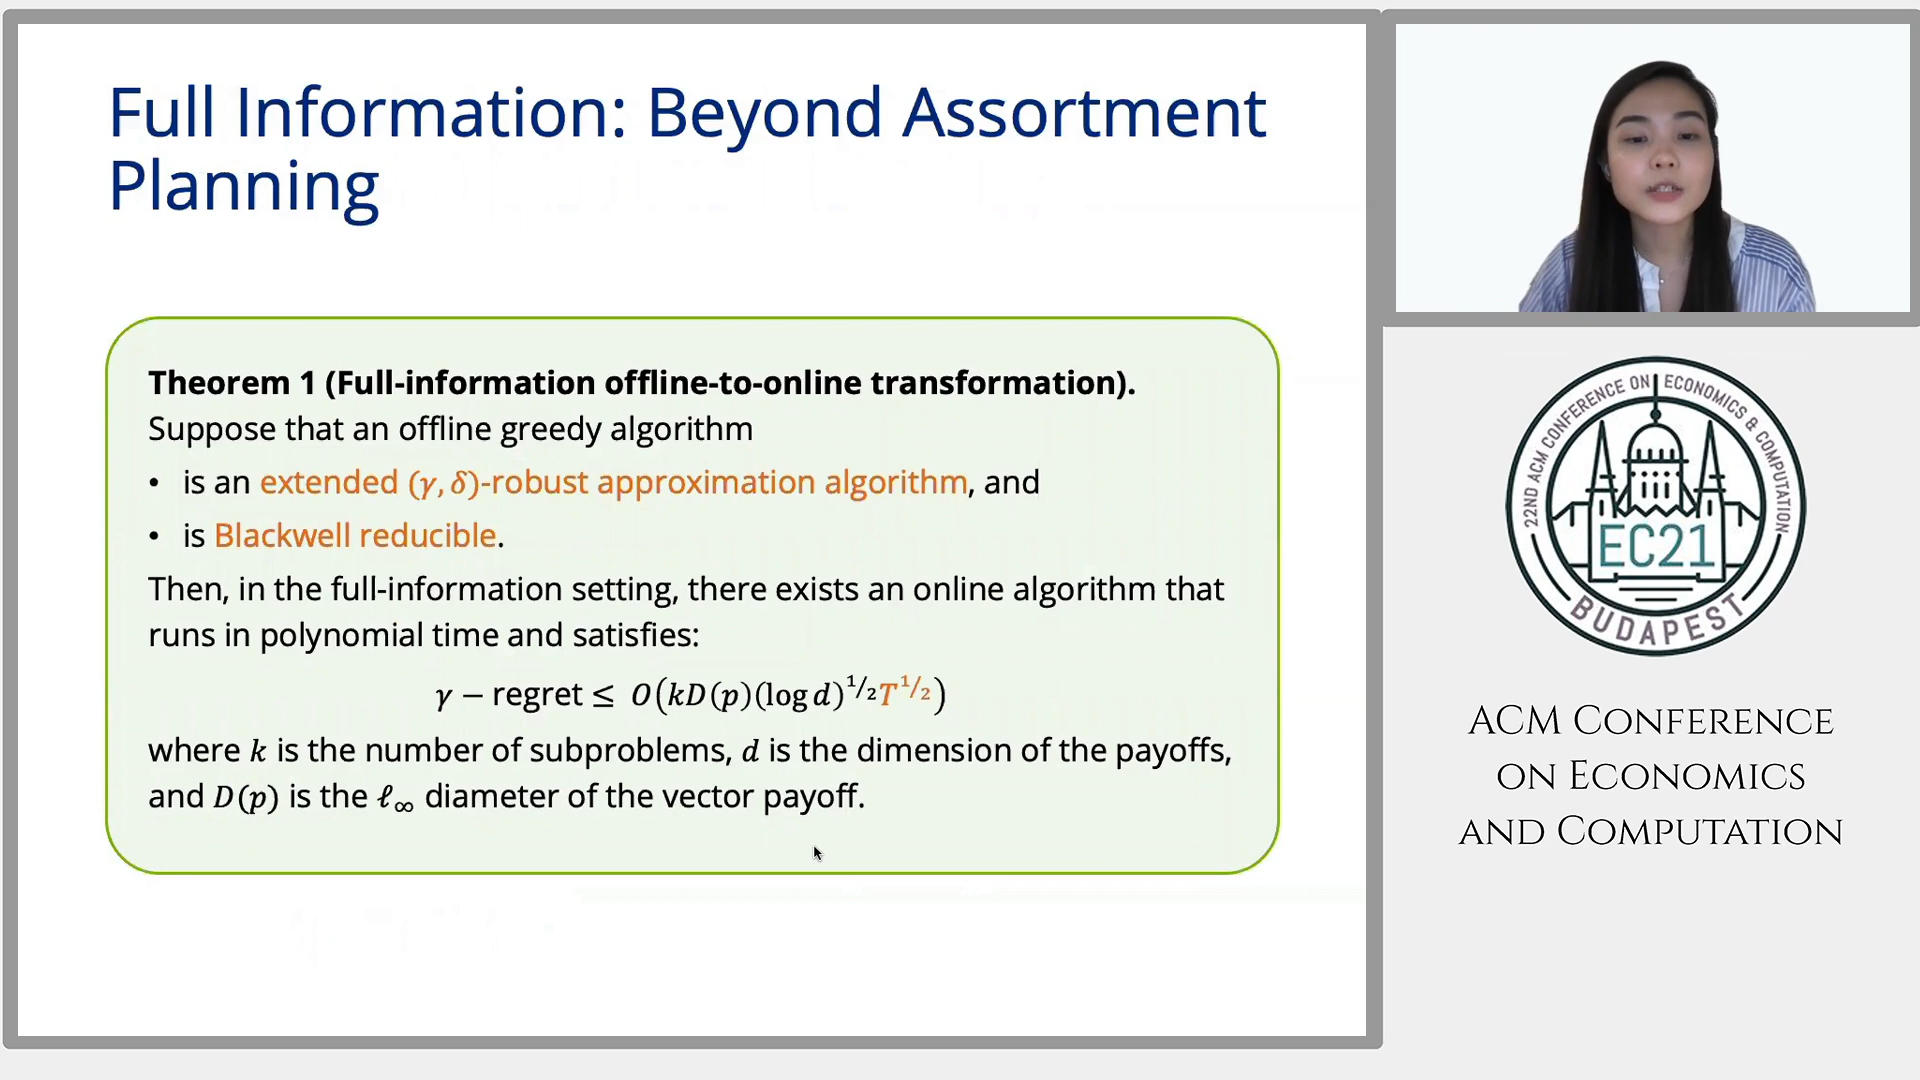 Full Information: Beyond Assortment
Planning
Theorem 1 (Full-information offline-to-online transformation).
Suppose that an offline greedy algorithm
• is an extended (γ, δ)-robust approximation algorithm, and
• is Blackwell reducible.
Then, in the full-information setting, there exists an online algorithm that
runs in polynomial time and satisfies:
γ − regret ≤ O(kD(p)(log d)^{1/2}T^{1/2})
where k is the number of subproblems, d is the dimension of the payoffs,
and D(p) is the ℓ∞ diameter of the vector payoff.
22ND ACM CONFERENCE ON ECONOMICS & COMPUTATION
EC21
BUDAPEST
ACM CONFERENCE
ON ECONOMICS
AND COMPUTATION